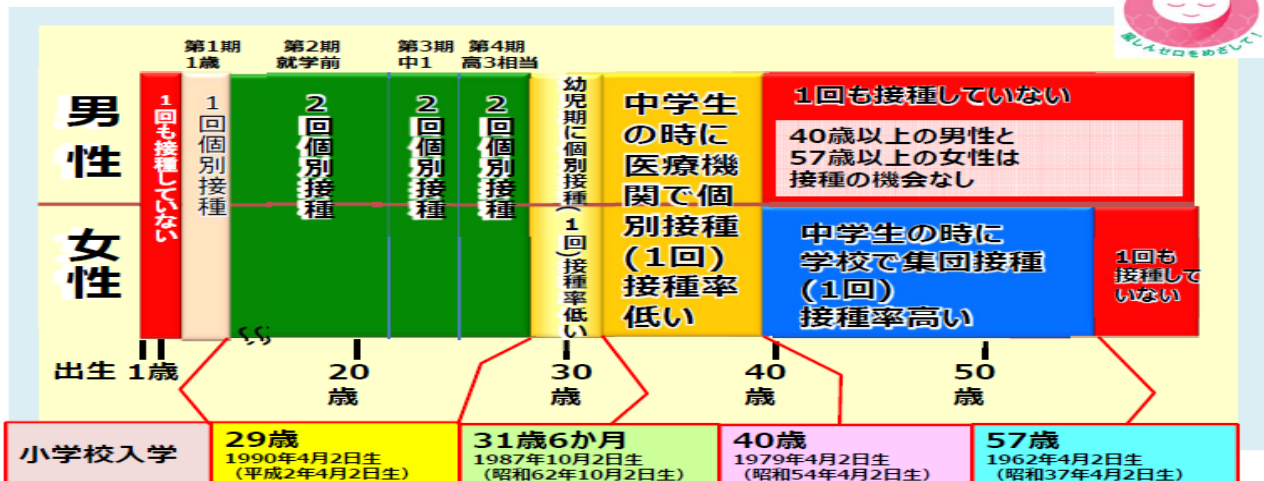 風しんゼロをめざして！
第1期
1歳
第2期
就学前
第3期
中1
第4期
高3相当
男性
女性
1回も接種していない
1回個別接種
2回個別接種
2回個別接種
2回個別接種
幼児期に個別接種(1回)接種率低い
中学生
の時に
医療機
関で個
別接種
(1回)
接種率
低い
1回も接種していない
40歳以上の男性と
57歳以上の女性は
接種の機会なし
中学生の時に
学校で集団接種
(1回)
接種率高い
1回も
接種して
いない
出生 1歳
20
歳
30
歳
40
歳
50
歳
小学校入学
29歳
1990年4月2日生
（平成2年4月2日生）
31歳6か月
1987年10月2日生
（昭和62年10月2日生）
40歳
1979年4月2日生
（昭和54年4月2日生）
57歳
1962年4月2日生
（昭和37年4月2日生）